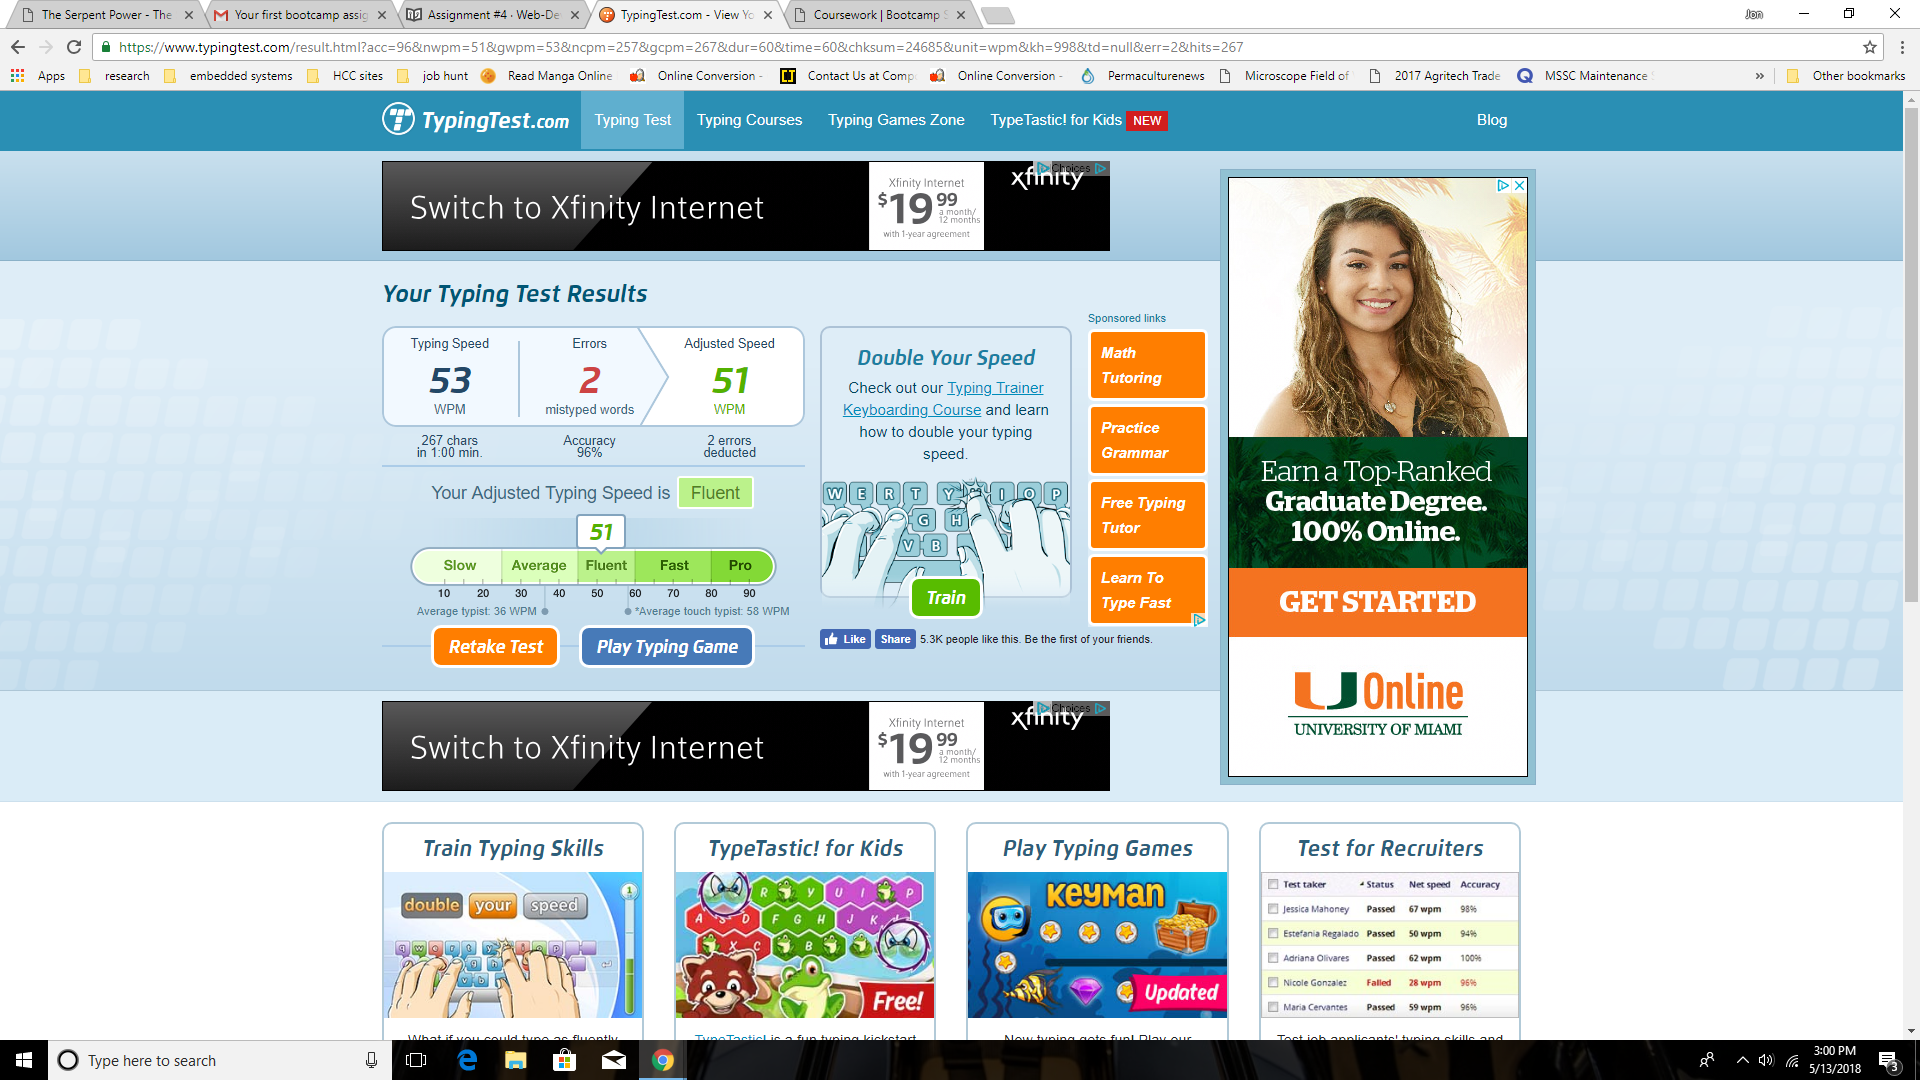 The Serpent Power - The
Your first bootcamp assig
Assignment #4 · Web-De
TypingTest.com - View Yo
Coursework | Bootcamp S
Jon
https://www.typingtest.com/result.html?acc=96&nwpm=51&gwpm=53&ncpm=257&gcpm=267&dur=60&time=60&chksum=24685&unit=wpm&kh=998&td=null&err=2&hits=267
Apps
research
embedded systems
HCC sites
job hunt
Read Manga Online
Online Conversion -
Contact Us at Comp
Online Conversion -
Permaculturenews
Microscope Field of
2017 Agritech Trade
MSSC Maintenance
»
Other bookmarks
TypingTest.com
Typing Test
Typing Courses
Typing Games Zone
TypeTastic! for Kids NEW
Blog
Switch to Xfinity Internet
Xfinity Internet
$19.99
a month/
12 months
with 1-year agreement
xfinity
Choices
Your Typing Test Results
Typing Speed
53
WPM
267 chars
in 1:00 min.
Errors
2
mistyped words
Accuracy
96%
Adjusted Speed
51
WPM
2 errors
deducted
Your Adjusted Typing Speed is Fluent
51
Slow Average Fluent Fast Pro
10 20 30 40 50 60 70 80 90
Average typist: 36 WPM
*Average touch typist: 58 WPM
Retake Test
Play Typing Game
Double Your Speed
Check out our Typing Trainer
Keyboarding Course and learn
how to double your typing
speed.
W E R T Y I O P
G H
V B
Train
Like
Share
5.3K people like this. Be the first of your friends.
Sponsored links
Math
Tutoring
Practice
Grammar
Free Typing
Tutor
Learn To
Type Fast
Earn a Top-Ranked
Graduate Degree.
100% Online.
GET STARTED
U Online
UNIVERSITY OF MIAMI
Switch to Xfinity Internet
Xfinity Internet
$19.99
a month/
12 months
with 1-year agreement
xfinity
Choices
Train Typing Skills
double your speed
1
What if you could type as fluently
TypeTastic! for Kids
Free!
TypeTastic! is a fun typing kickstart
Play Typing Games
KEYMAN
Updated
Now typing gets fun! Play our
Test for Recruiters
Test taker Status Net speed Accuracy
Jessica Mahoney Passed 67 wpm 98%
Estefania Regalado Passed 50 wpm 94%
Adriana Olivares Passed 62 wpm 100%
Nicole Gonzalez Failed 28 wpm 96%
Maria Cervantes Passed 59 wpm 96%
Test job applicants' typing skills and
Type here to search
3:00 PM
5/13/2018
3